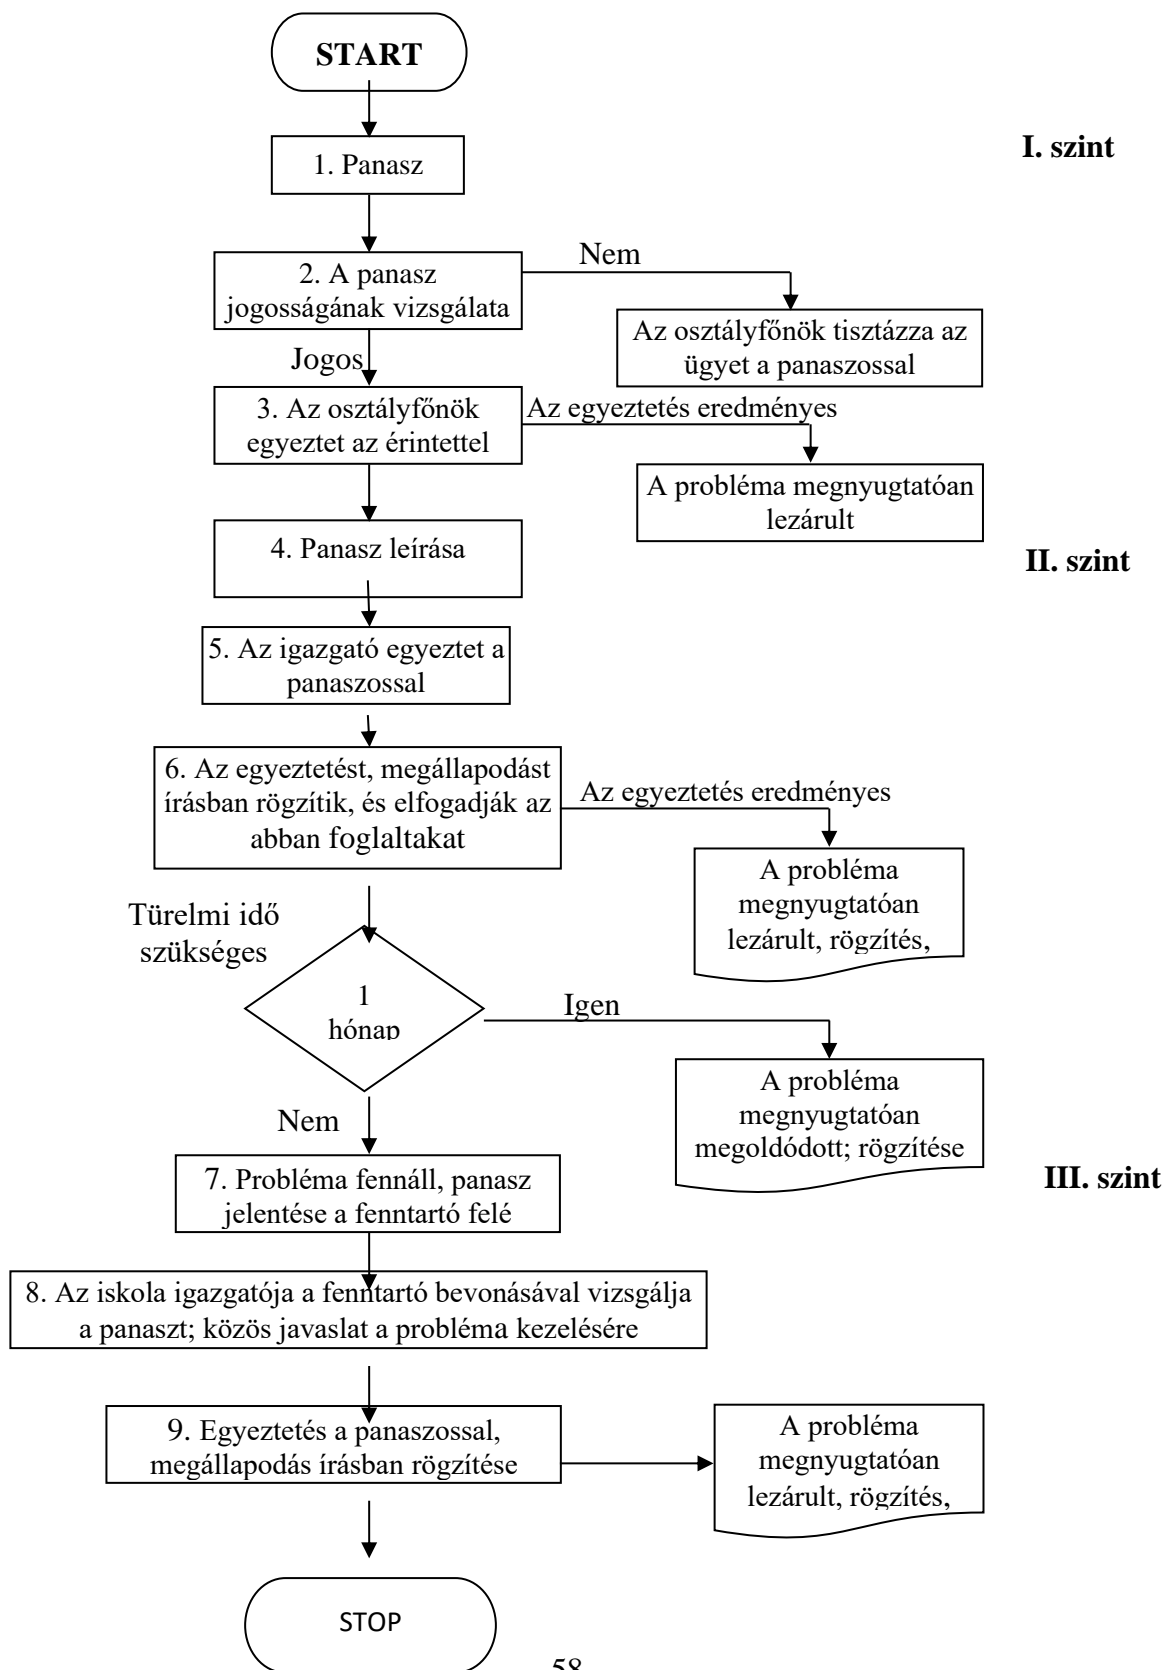 START
I. szint
1. Panasz
Nem
2. A panasz
jogosságának vizsgálata
Az osztályfőnök tisztázza az
ügyet a panaszossal
Jogos
3. Az osztályfőnök
egyeztet az érintettel
Az egyeztetés eredményes
A probléma megnyugtatóan
lezárult
4. Panasz leírása
II. szint
5. Az igazgató egyeztet a
panaszossal
6. Az egyeztetést, megállapodást
írásban rögzítik, és elfogadják az
abban foglaltakat
Az egyeztetés eredményes
A probléma
megnyugtatóan
lezárult, rögzítés,
Türelmi idő
szükséges
1
hónap
Igen
A probléma
megnyugtatóan
megoldódott; rögzítése
Nem
7. Probléma fennáll, panasz
jelentése a fenntartó felé
III. szint
8. Az iskola igazgatója a fenntartó bevonásával vizsgálja
a panaszt; közös javaslat a probléma kezelésére
9. Egyeztetés a panaszossal,
megállapodás írásban rögzítése
A probléma
megnyugtatóan
lezárult, rögzítés,
STOP
58